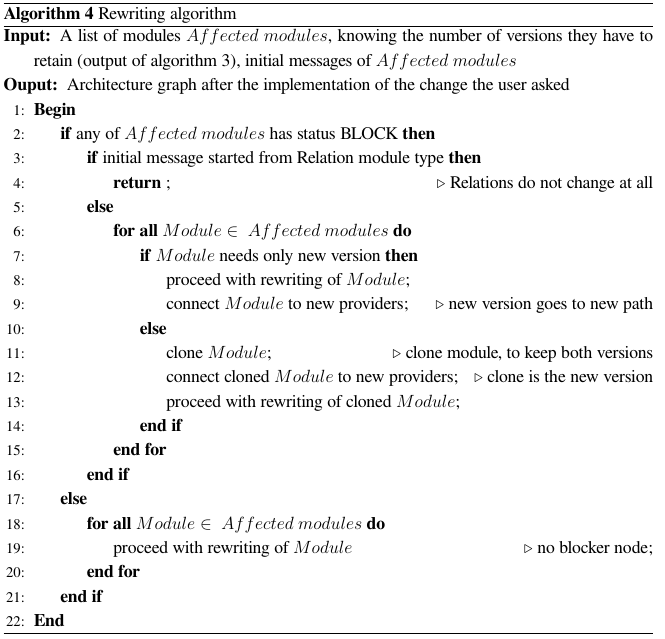 Algorithm 4 Rewriting algorithm
Input: A list of modules Affected modules, knowing the number of versions they have to
retain (output of algorithm 3), initial messages of Affected modules
Ouput: Architecture graph after the implementation of the change the user asked
1: Begin
2: if any of Affected modules has status BLOCK then
3: if initial message started from Relation module type then
4: return ; ▷ Relations do not change at all
5: else
6: for all Module ∈ Affected modules do
7: if Module needs only new version then
8: proceed with rewriting of Module;
9: connect Module to new providers; ▷ new version goes to new path
10: else
11: clone Module; ▷ clone module, to keep both versions
12: connect cloned Module to new providers; ▷ clone is the new version
13: proceed with rewriting of cloned Module;
14: end if
15: end for
16: end if
17: else
18: for all Module ∈ Affected modules do
19: proceed with rewriting of Module ▷ no blocker node;
20: end for
21: end if
22: End